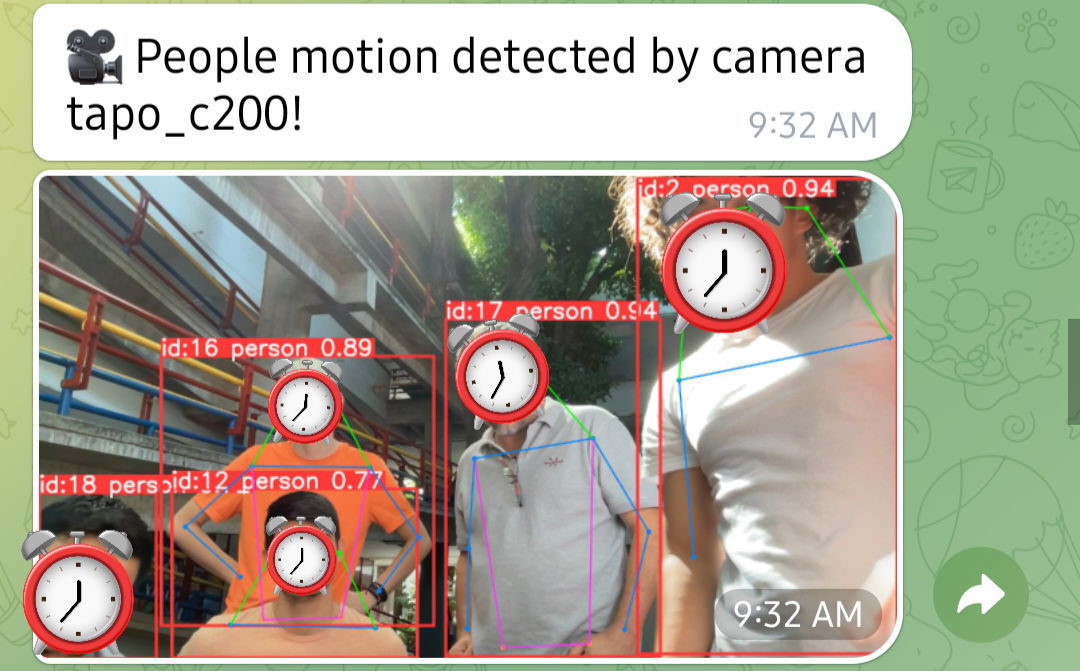 🎥 People motion detected by camera
tapo_c200!
9:32 AM
id:2 person 0.94
id:17 person 0.94
id:16 person 0.89
id:18 perso
id:12 person 0.77
9:32 AM